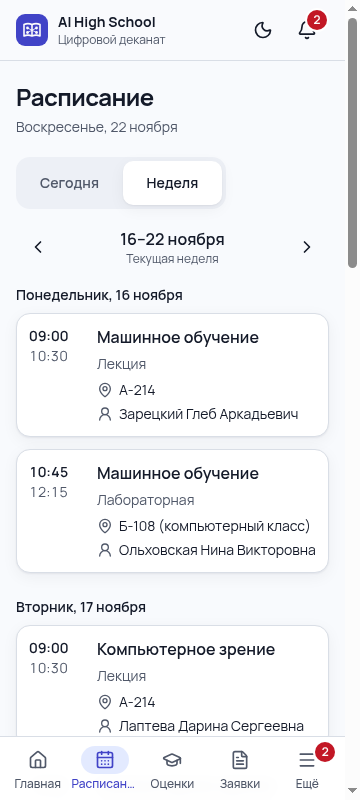 AI High School
Цифровой деканат
2
Расписание
Воскресенье, 22 ноября
Сегодня
Неделя
16–22 ноября
Текущая неделя
Понедельник, 16 ноября
09:00
10:30
Машинное обучение
Лекция
А-214
Зарецкий Глеб Аркадьевич
10:45
12:15
Машинное обучение
Лабораторная
Б-108 (компьютерный класс)
Ольховская Нина Викторовна
Вторник, 17 ноября
09:00
10:30
Компьютерное зрение
Лекция
А-214
Лаптева Дарина Сергеевна
2
Главная
Расписан...
Оценки
Заявки
Ещё